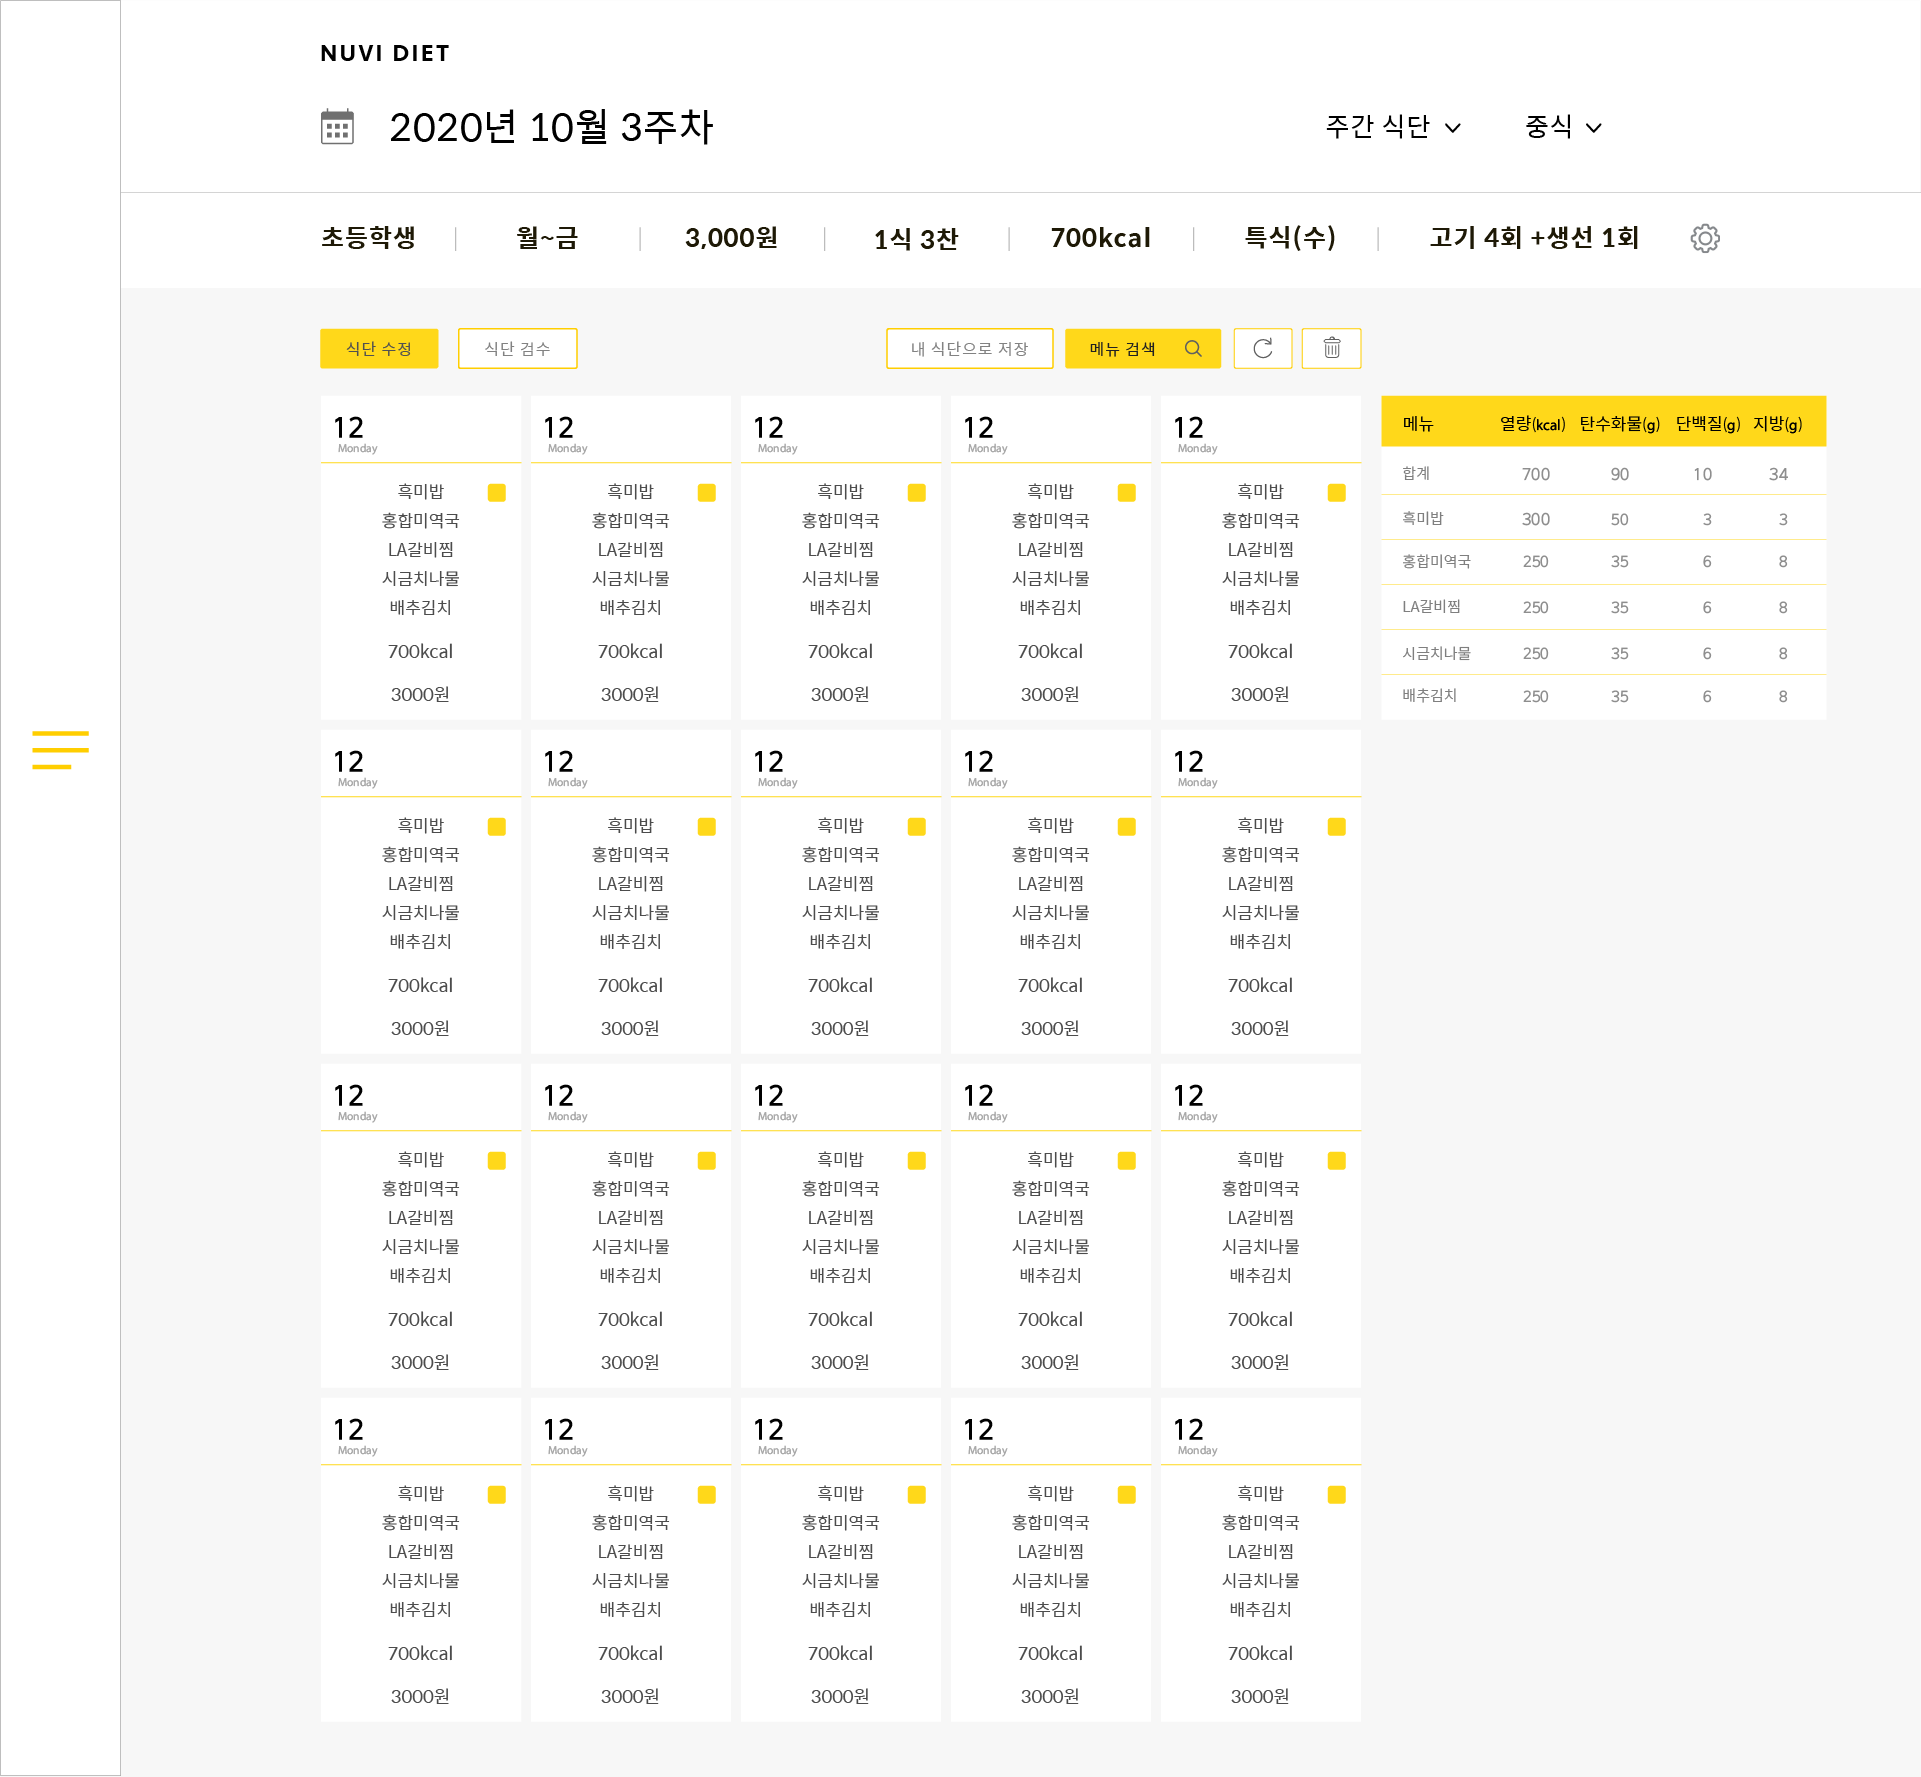 NUVI DIET
2020년 10월 3주차 주간 식단 중식
초등학생 월~금 3,000원 1식 3찬 700kcal 특식(수) 고기 4회 +생선 1회
식단 수정 식단 검수 내 식단으로 저장 메뉴 검색
12 12 12 12 12
Monday Monday Monday Monday Monday
흑미밥 흑미밥 흑미밥 흑미밥 흑미밥
홍합미역국 홍합미역국 홍합미역국 홍합미역국 홍합미역국
LA갈비찜 LA갈비찜 LA갈비찜 LA갈비찜 LA갈비찜
시금치나물 시금치나물 시금치나물 시금치나물 시금치나물
배추김치 배추김치 배추김치 배추김치 배추김치
700kcal 700kcal 700kcal 700kcal 700kcal
3000원 3000원 3000원 3000원 3000원
메뉴 열량(kcal) 탄수화물(g) 단백질(g) 지방(g)
합계 700 90 10 34
흑미밥 300 50 3 3
홍합미역국 250 35 6 8
LA갈비찜 250 35 6 8
시금치나물 250 35 6 8
배추김치 250 35 6 8
12 12 12 12 12
Monday Monday Monday Monday Monday
흑미밥 흑미밥 흑미밥 흑미밥 흑미밥
홍합미역국 홍합미역국 홍합미역국 홍합미역국 홍합미역국
LA갈비찜 LA갈비찜 LA갈비찜 LA갈비찜 LA갈비찜
시금치나물 시금치나물 시금치나물 시금치나물 시금치나물
배추김치 배추김치 배추김치 배추김치 배추김치
700kcal 700kcal 700kcal 700kcal 700kcal
3000원 3000원 3000원 3000원 3000원
12 12 12 12 12
Monday Monday Monday Monday Monday
흑미밥 흑미밥 흑미밥 흑미밥 흑미밥
홍합미역국 홍합미역국 홍합미역국 홍합미역국 홍합미역국
LA갈비찜 LA갈비찜 LA갈비찜 LA갈비찜 LA갈비찜
시금치나물 시금치나물 시금치나물 시금치나물 시금치나물
배추김치 배추김치 배추김치 배추김치 배추김치
700kcal 700kcal 700kcal 700kcal 700kcal
3000원 3000원 3000원 3000원 3000원
12 12 12 12 12
Monday Monday Monday Monday Monday
흑미밥 흑미밥 흑미밥 흑미밥 흑미밥
홍합미역국 홍합미역국 홍합미역국 홍합미역국 홍합미역국
LA갈비찜 LA갈비찜 LA갈비찜 LA갈비찜 LA갈비찜
시금치나물 시금치나물 시금치나물 시금치나물 시금치나물
배추김치 배추김치 배추김치 배추김치 배추김치
700kcal 700kcal 700kcal 700kcal 700kcal
3000원 3000원 3000원 3000원 3000원